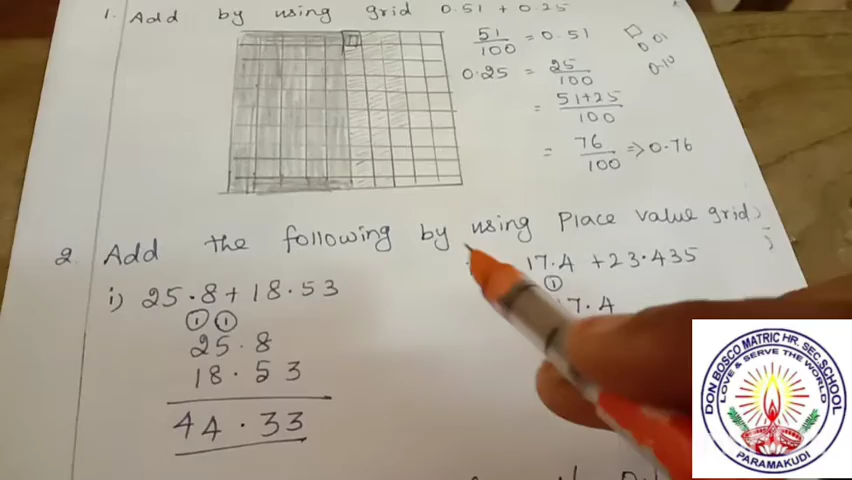 1. Add by using grid 0.51 + 0.25
51/100 = 0.51
0.01
0.25 = 25/100
0.10
= 51+25/100
= 76/100 => 0.76
2. Add the following by using Place value grid
i) 25.8 + 18.53
17.4 + 23.435
① ①
①
25.8
7.4
18.53
44.33
DON BOSCO MATRIC HR. SEC. SCHOOL
LOVE & SERVE THE WORLD
PARAMAKUDI